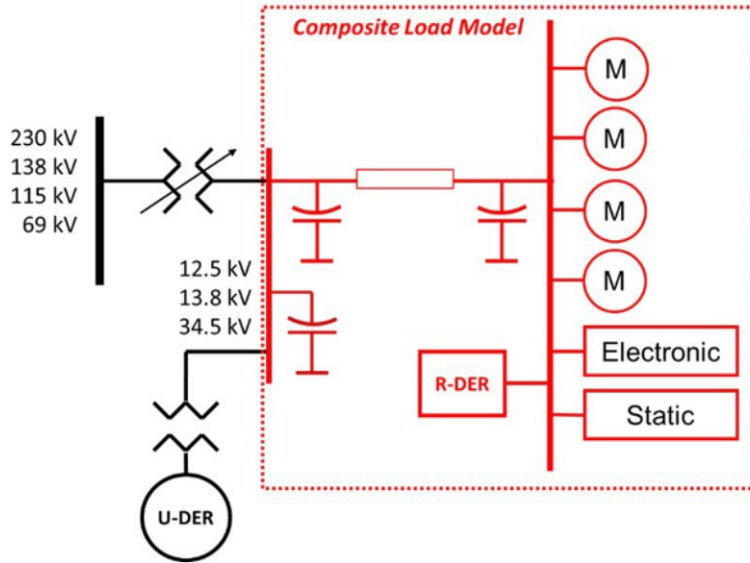 Composite Load Model
230 kV
138 kV
115 kV
69 kV
M
M
M
M
12.5 kV
13.8 kV
34.5 kV
Electronic
R-DER
Static
U-DER